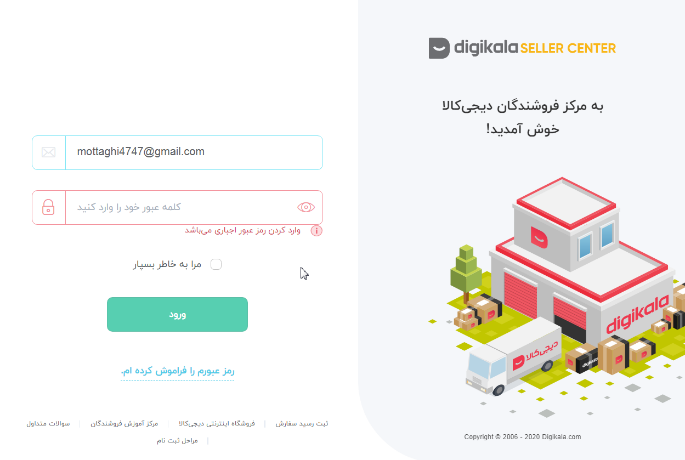 digikala SELLER CENTER
به مرکز فروشندگان دیجی‌کالا
خوش آمدید!
mottaghi4747@gmail.com
کلمه عبور خود را وارد کنید
وارد کردن رمز عبور اجباری می‌باشد
مرا به خاطر بسپار
ورود
رمز عبورم را فراموش کرده ام.
ثبت رسید سفارش | فروشگاه اینترنتی دیجی‌کالا | مرکز آموزش فروشندگان | سوالات متداول
| مراحل ثبت نام
digikala
دیجی‌کالا
Copyright © 2006 - 2020 Digikala.com